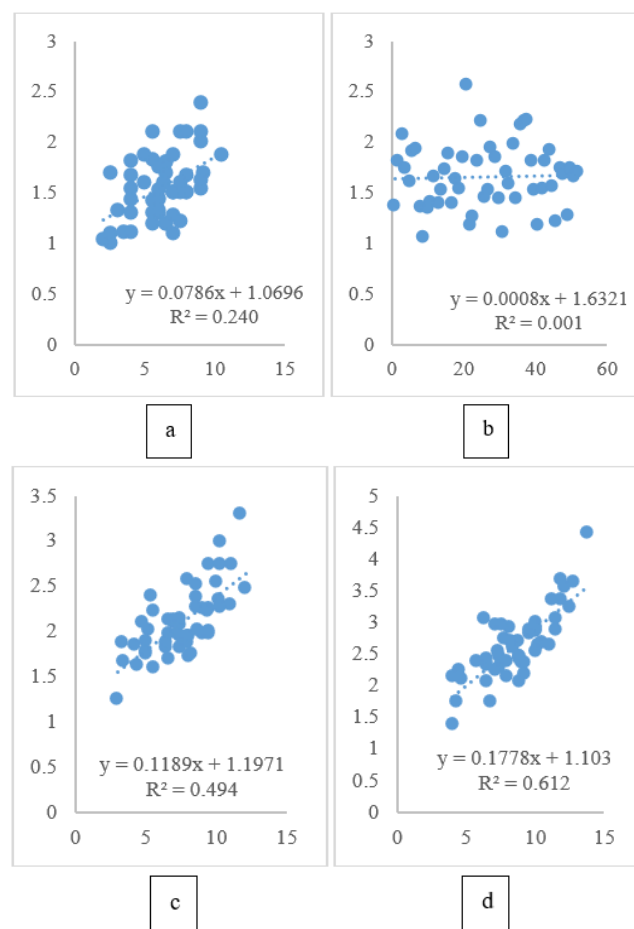 3
2.5
2
1.5
1
0.5
0
0 5 10 15
y = 0.0786x + 1.0696
R² = 0.240
a
3
2.5
2
1.5
1
0.5
0
0 20 40 60
y = 0.0008x + 1.6321
R² = 0.001
b
3.5
3
2.5
2
1.5
1
0.5
0
0 5 10 15
y = 0.1189x + 1.1971
R² = 0.494
c
5
4.5
4
3.5
3
2.5
2
1.5
1
0.5
0
0 5 10 15
y = 0.1778x + 1.103
R² = 0.612
d